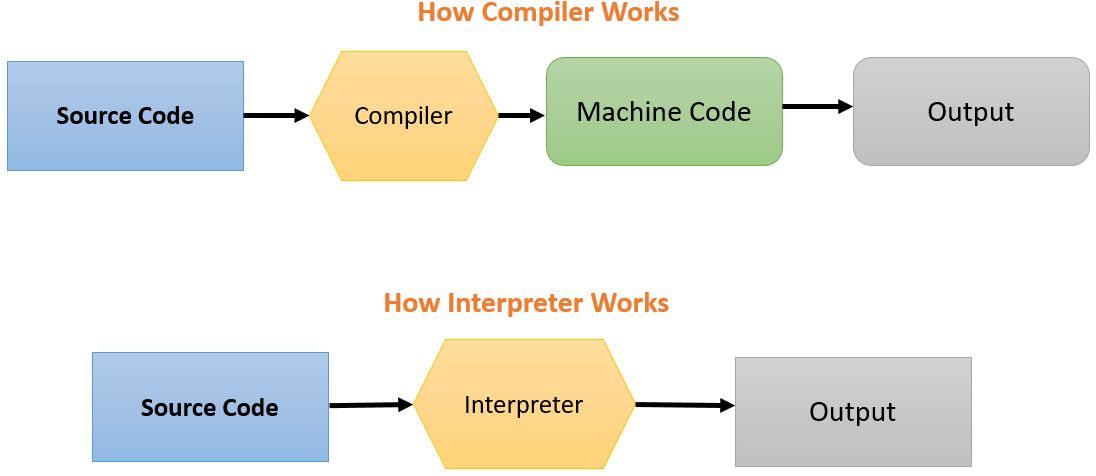 How Compiler Works
Source Code
Compiler
Machine Code
Output
How Interpreter Works
Source Code
Interpreter
Output